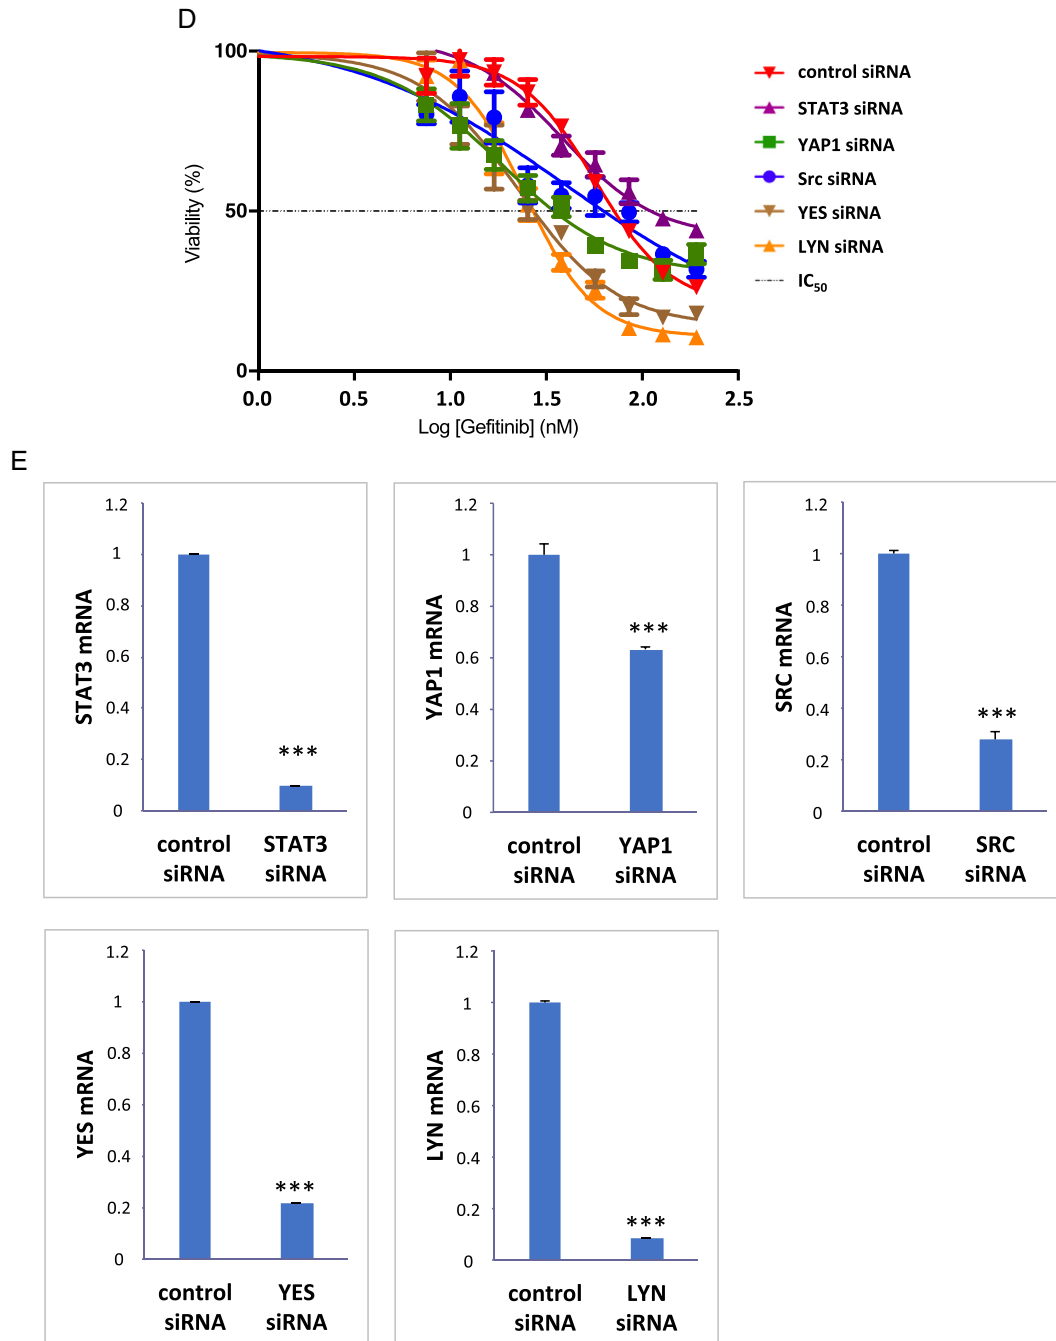 D
100
50
0
Viability (%)
0.0 0.5 1.0 1.5 2.0 2.5
Log [Gefitinib] (nM)
control siRNA
STAT3 siRNA
YAP1 siRNA
Src siRNA
YES siRNA
LYN siRNA
IC50
E
1.2
1
0.8
0.6
0.4
0.2
0
STAT3 mRNA
***
control STAT3
siRNA siRNA
1.2
1
0.8
0.6
0.4
0.2
0
YAP1 mRNA
***
control YAP1
siRNA siRNA
1.2
1
0.8
0.6
0.4
0.2
0
SRC mRNA
***
control SRC
siRNA siRNA
1.2
1
0.8
0.6
0.4
0.2
0
YES mRNA
***
control YES
siRNA siRNA
1.2
1
0.8
0.6
0.4
0.2
0
LYN mRNA
***
control LYN
siRNA siRNA